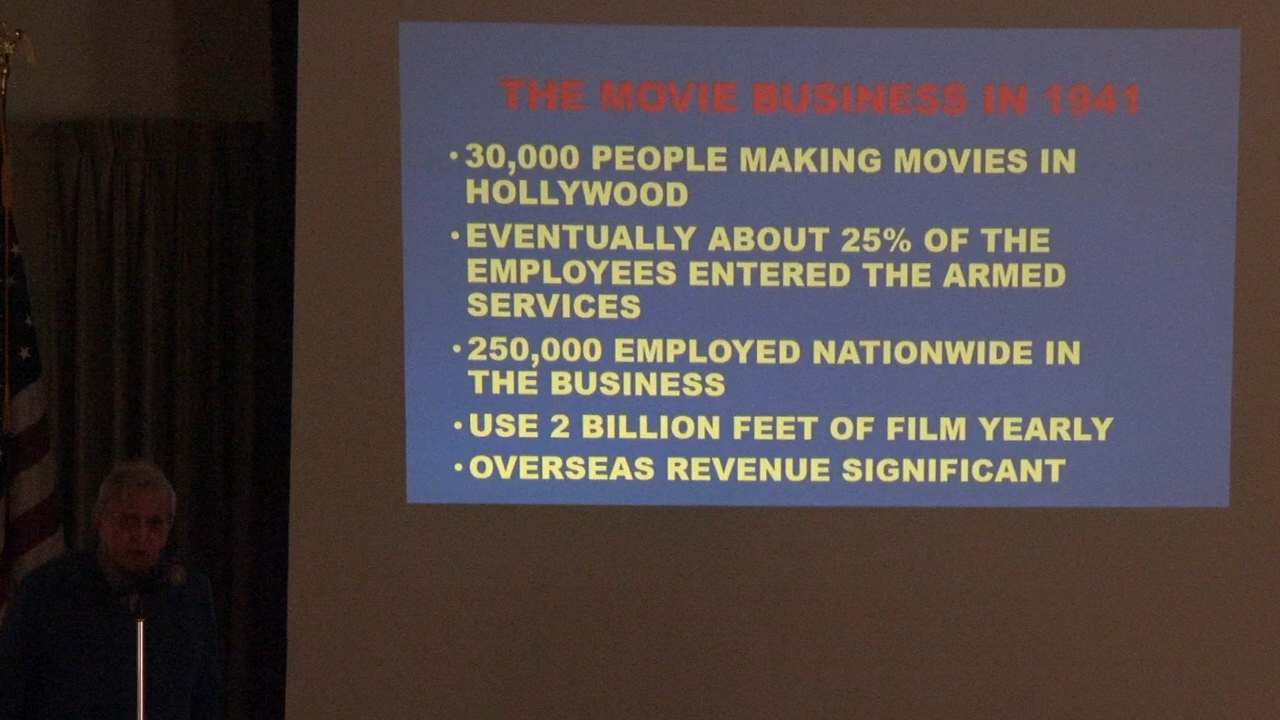 THE MOVIE BUSINESS IN 1941
• 30,000 PEOPLE MAKING MOVIES IN
HOLLYWOOD
• EVENTUALLY ABOUT 25% OF THE
EMPLOYEES ENTERED THE ARMED
SERVICES
• 250,000 EMPLOYED NATIONWIDE IN
THE BUSINESS
• USE 2 BILLION FEET OF FILM YEARLY
• OVERSEAS REVENUE SIGNIFICANT